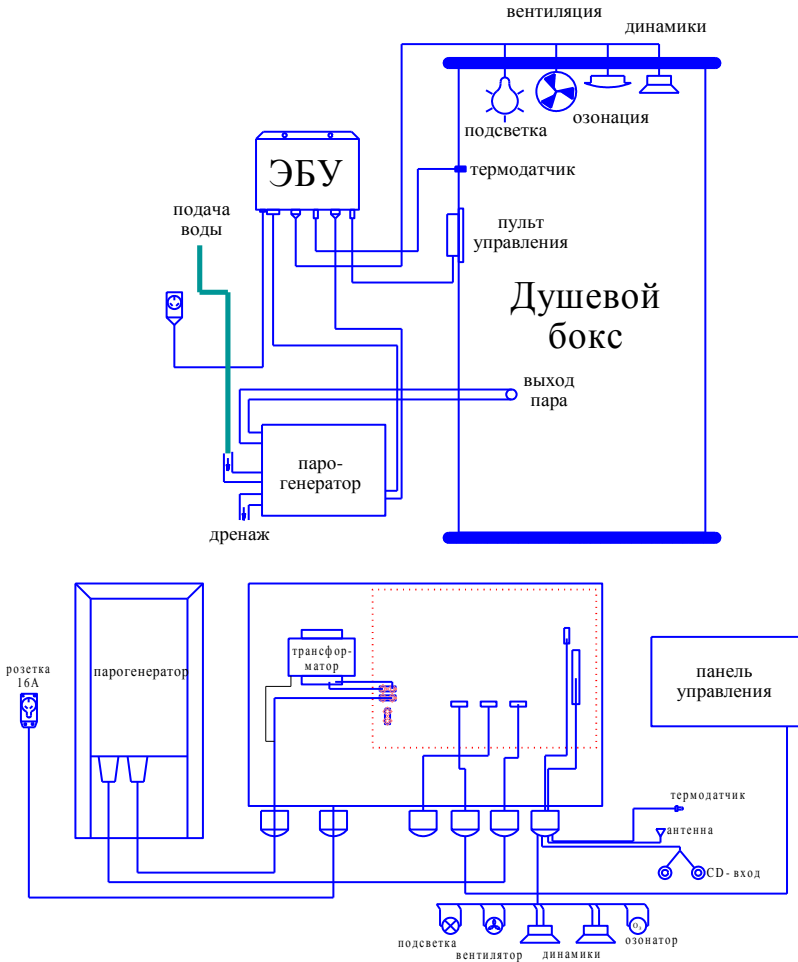 вентиляция
динамики
подсветка
озонация
ЭБУ
термодатчик
подача
воды
пульт
управления
Душевой
бокс
выход
пара
паро-
генератор
дренаж
розетка
16А
парогенератор
трансфор-
матор
панель
управления
термодатчик
антенна
CD- вход
O3
подсветка
вентилятор
динамики
озонатор